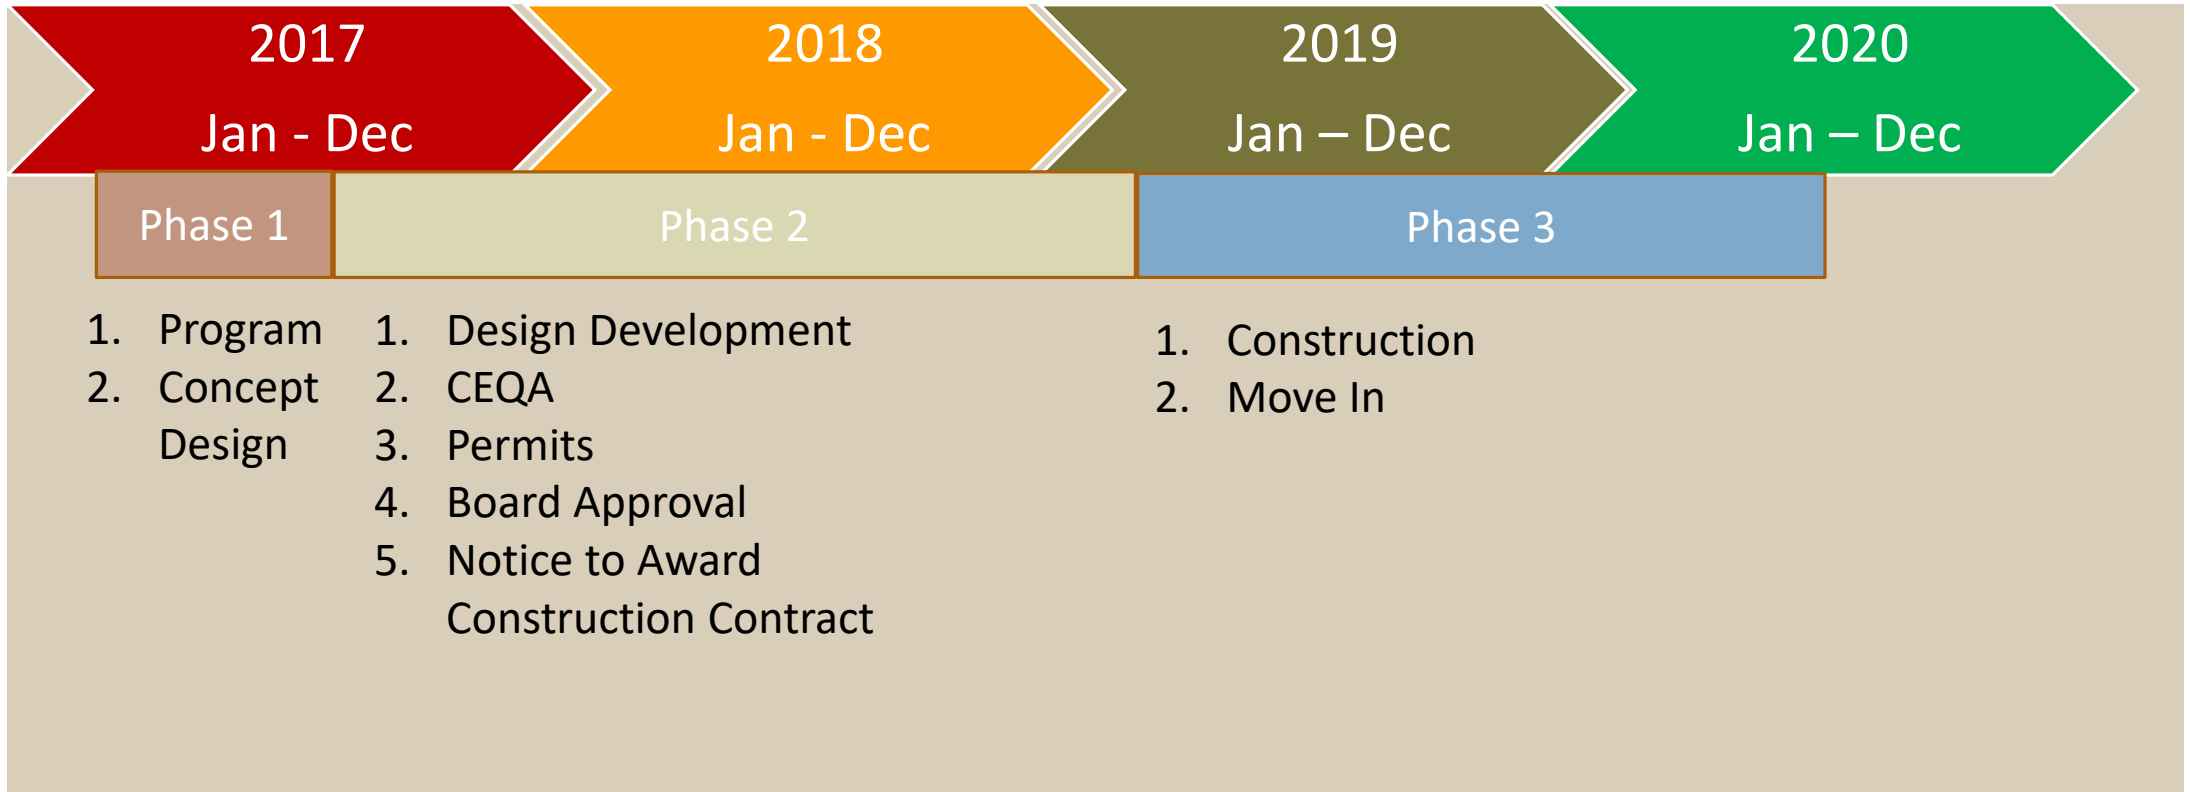 2017
Jan - Dec
2018
Jan - Dec
2019
Jan – Dec
2020
Jan – Dec
Phase 1
Phase 2
Phase 3
1. Program
2. Concept
Design
1. Design Development
2. CEQA
3. Permits
4. Board Approval
5. Notice to Award
Construction Contract
1. Construction
2. Move In